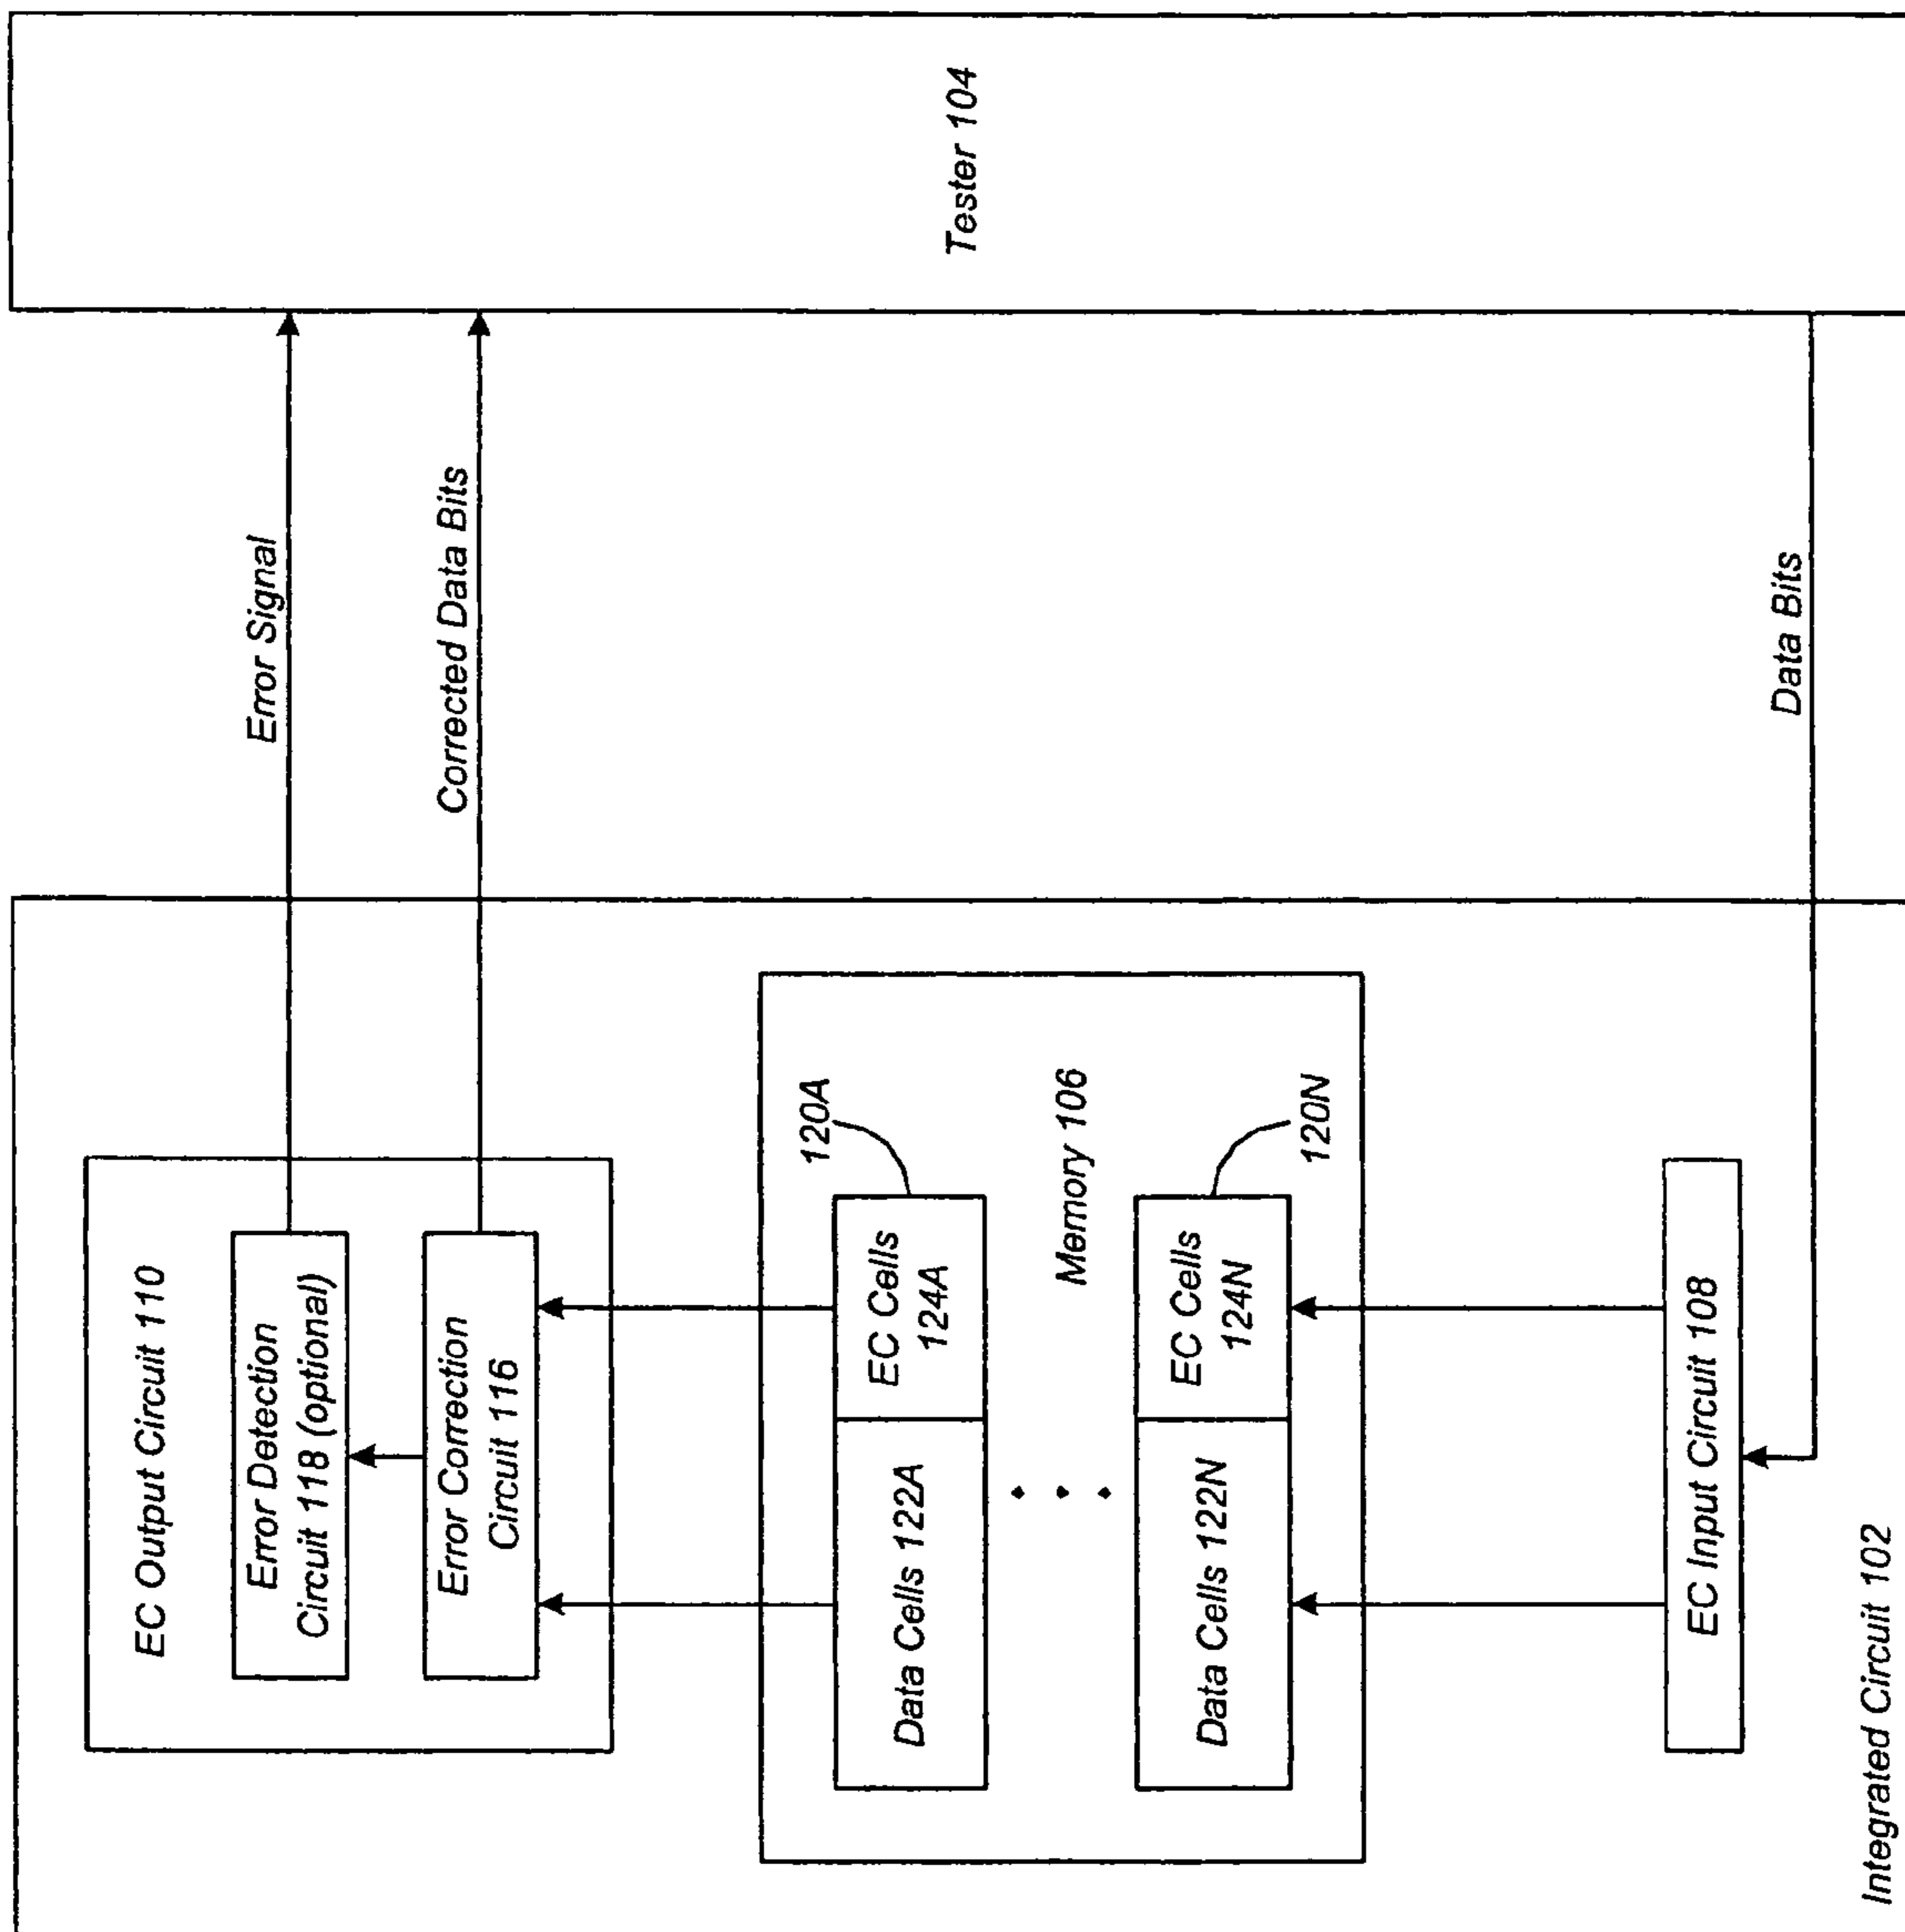 EC Output Circuit 110
Error Detection
Circuit 118 (optional)
Error Correction
Circuit 116
Error Signal
Corrected Data Bits
120A
Data Cells 122A
EC Cells
124A
Memory 106
120N
Data Cells 122N
EC Cells
124N
EC Input Circuit 108
Data Bits
Integrated Circuit 102
Tester 104